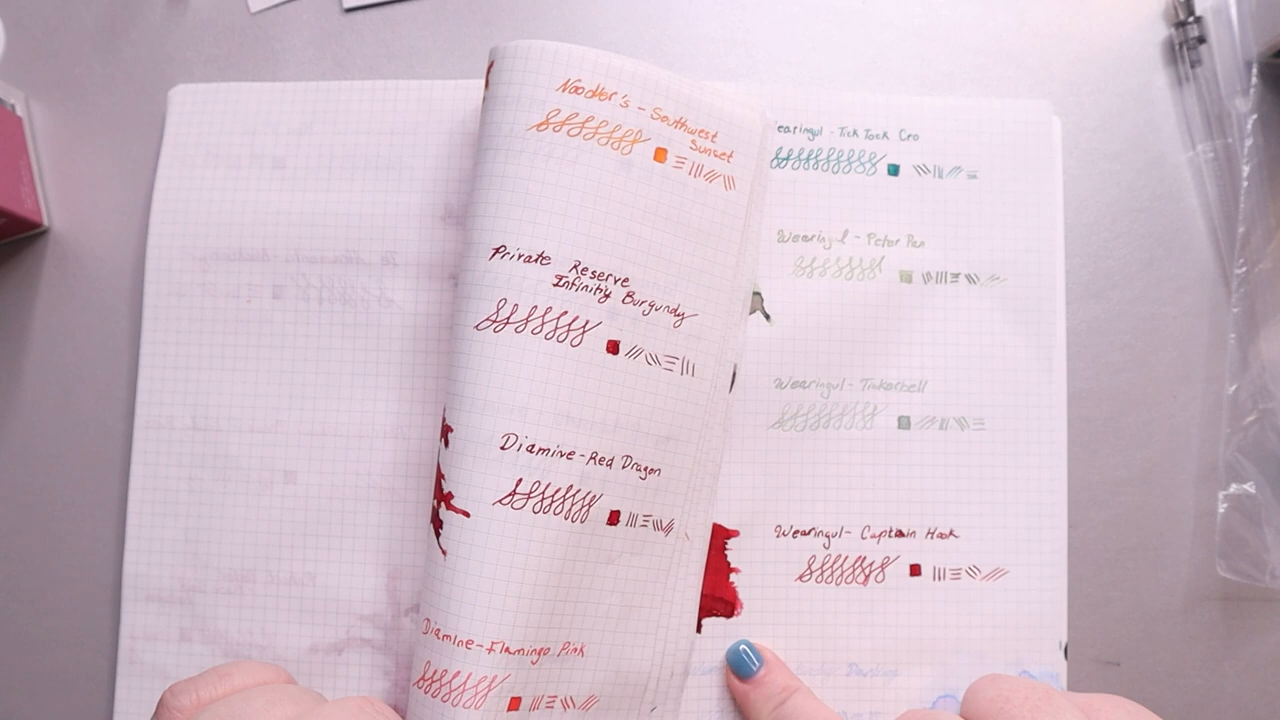 Noodler's - Southwest
Sunset
Private Reserve
Infinity Burgundy
Diamine-Red Dragon
Diamine-Flamingo Pink
earingul - Tick Tock Cro
Wearingul - Peter Pan
Wearingul - Tinkerbell
Wearingul - Captain Hook